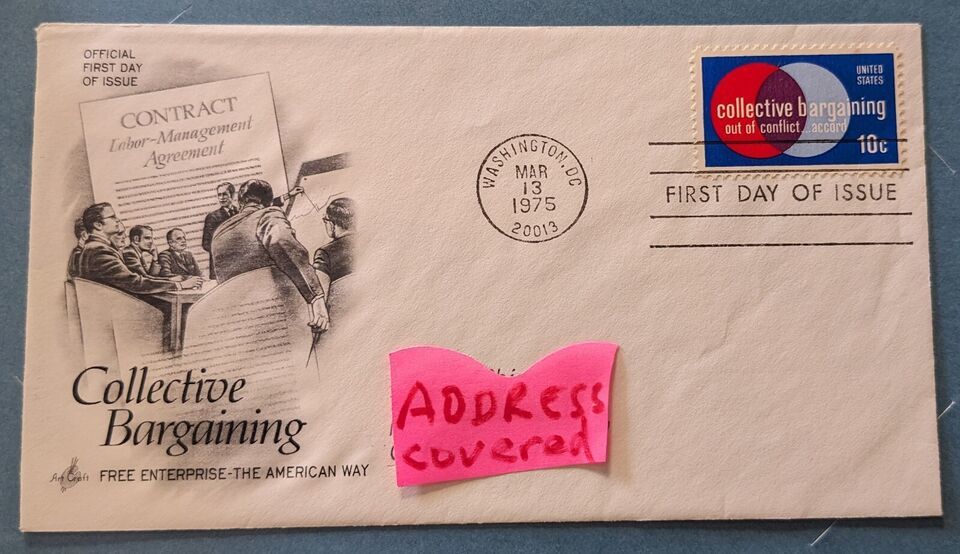 OFFICIAL
FIRST DAY
OF ISSUE
CONTRACT
Labor-Management
Agreement
UNITED
STATES
collective bargaining
out of conflict...accord
10c
WASHINGTON, DC
MAR
13
1975
20013
FIRST DAY OF ISSUE
ADDRESS
covered
Collective
Bargaining
Art Craft FREE ENTERPRISE-THE AMERICAN WAY